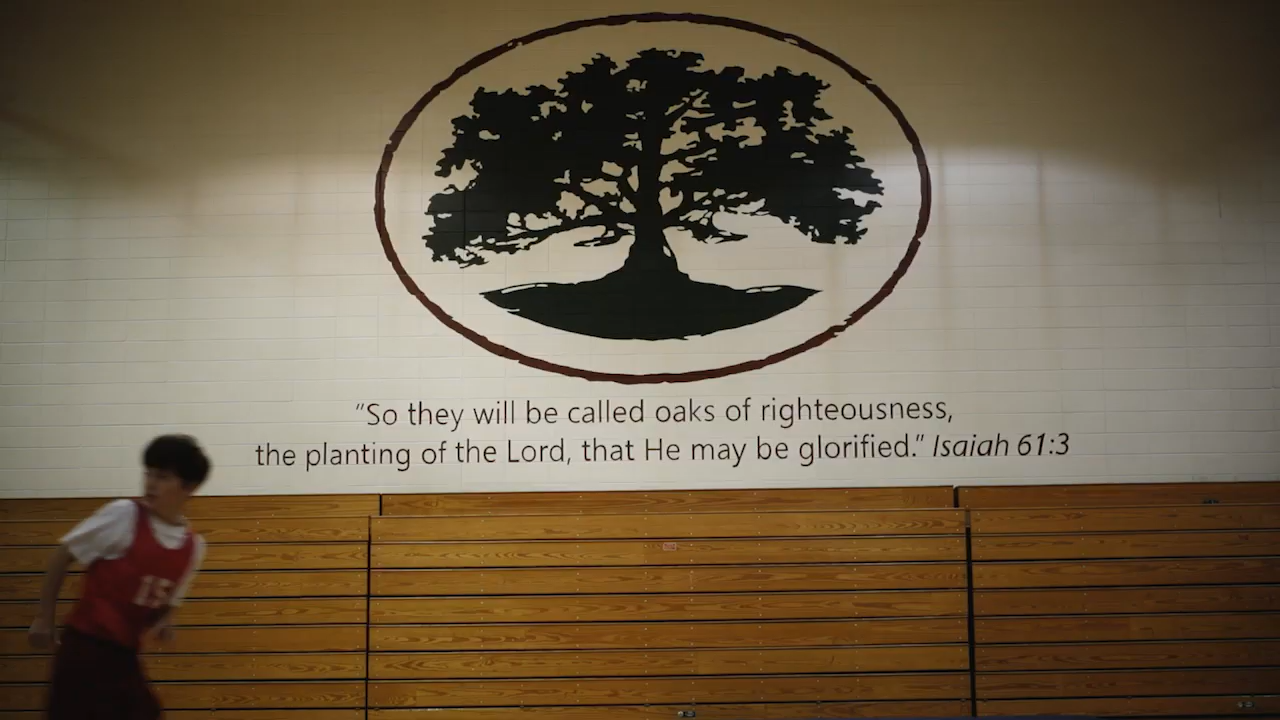 "So they will be called oaks of righteousness,
the planting of the Lord, that He may be glorified." Isaiah 61:3
15